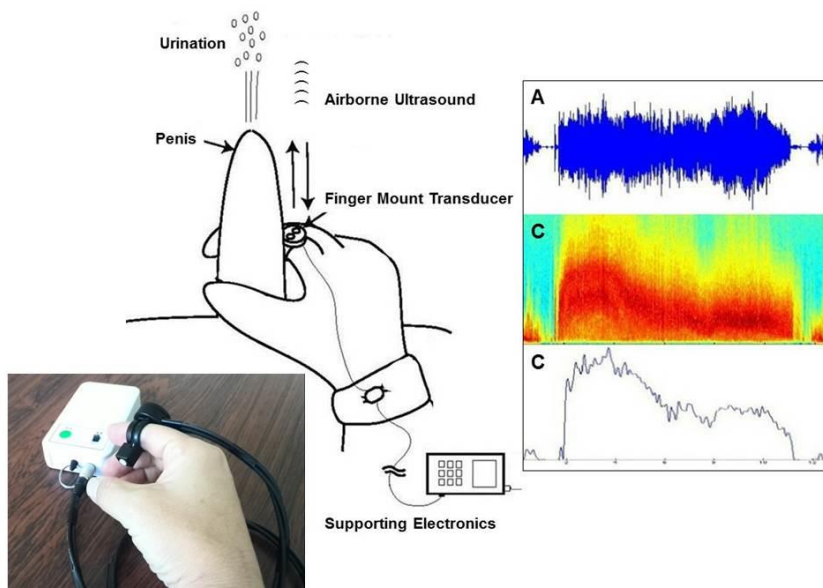 Urination
Airborne Ultrasound
Penis
Finger Mount Transducer
Supporting Electronics
A
C
C